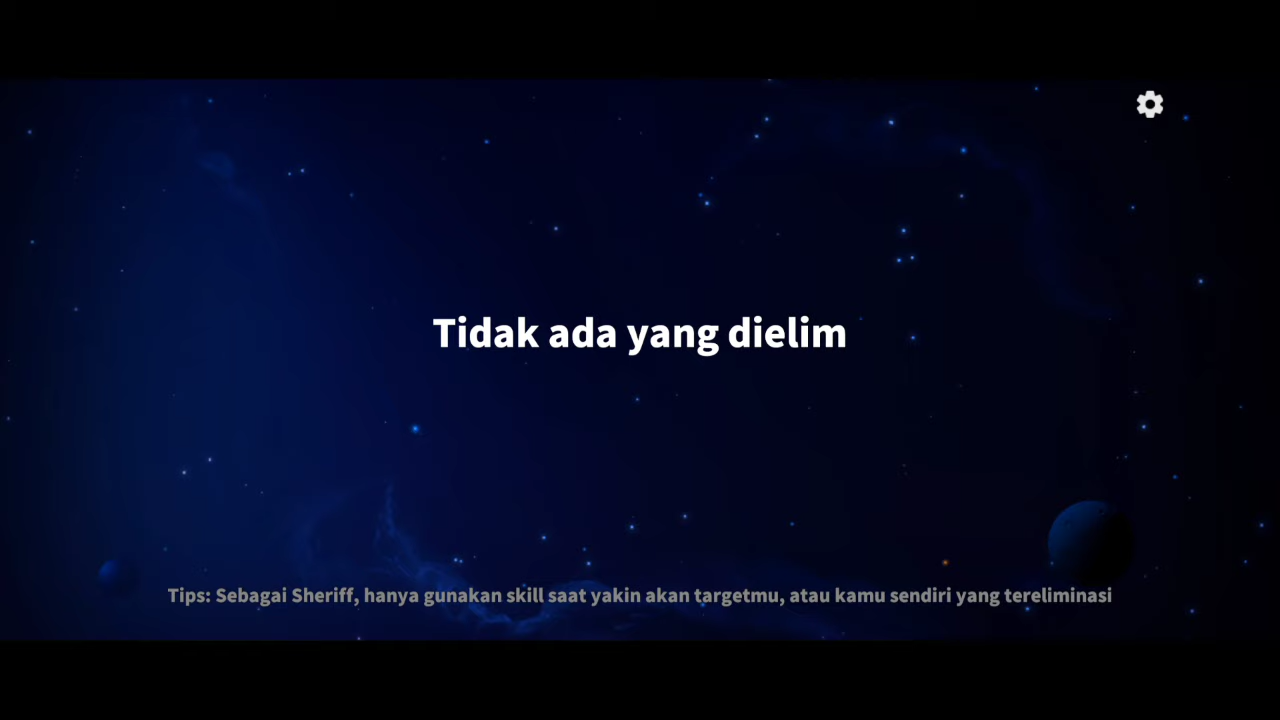 Tidak ada yang dielim
Tips: Sebagai Sheriff, hanya gunakan skill saat yakin akan targetmu, atau kamu sendiri yang tereliminasi